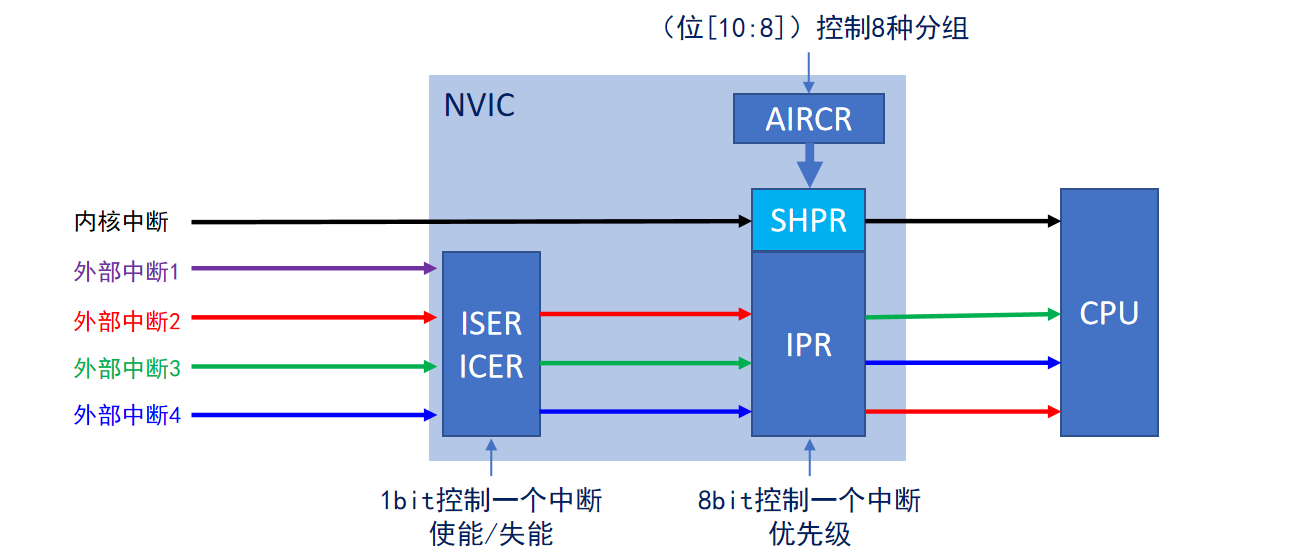 （位[10:8]）控制8种分组
NVIC
AIRCR
内核中断
SHPR
外部中断1
外部中断2
ISER
ICER
IPR
CPU
外部中断3
外部中断4
1bit控制一个中断
使能/失能
8bit控制一个中断
优先级